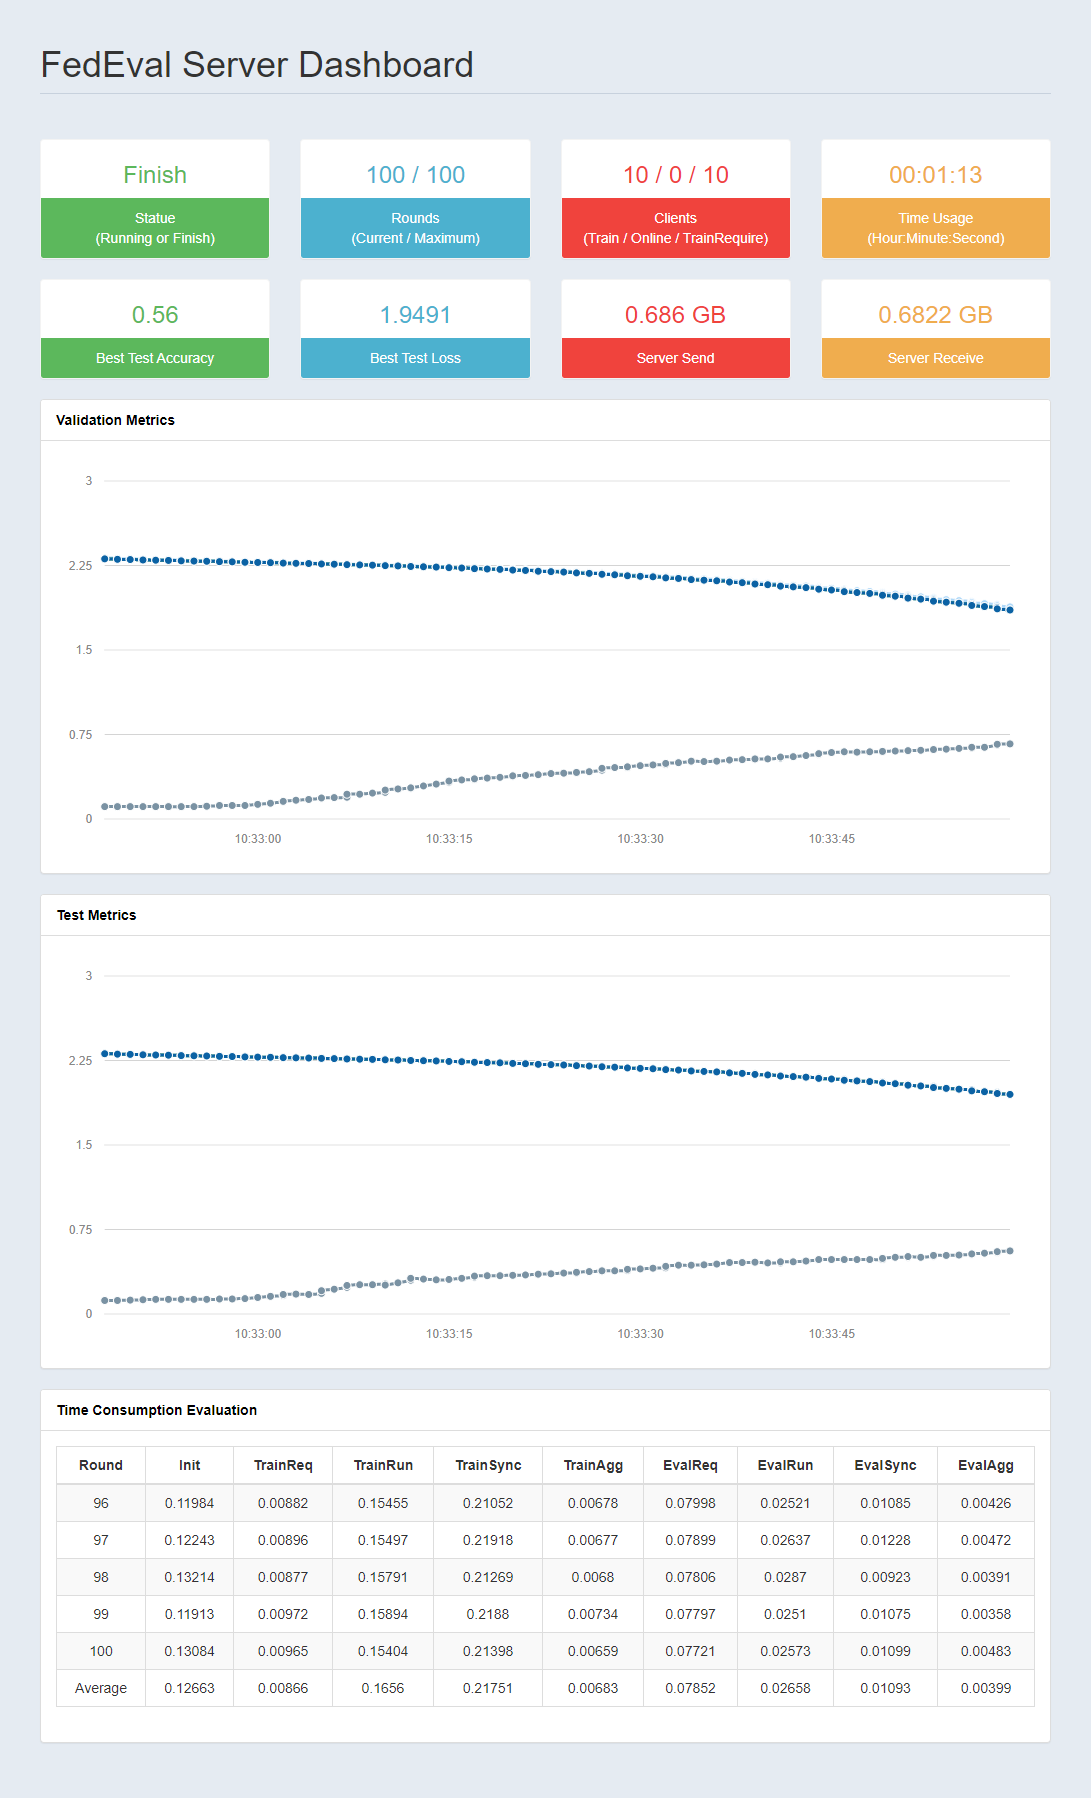 FedEval Server Dashboard
Finish
Statue
(Running or Finish)
100 / 100
Rounds
(Current / Maximum)
10 / 0 / 10
Clients
(Train / Online / TrainRequire)
00:01:13
Time Usage
(Hour:Minute:Second)
0.56
Best Test Accuracy
1.9491
Best Test Loss
0.686 GB
Server Send
0.6822 GB
Server Receive
Validation Metrics
3
2.25
1.5
0.75
0
10:33:00 10:33:15 10:33:30 10:33:45
Test Metrics
3
2.25
1.5
0.75
0
10:33:00 10:33:15 10:33:30 10:33:45
Time Consumption Evaluation
Round Init TrainReq TrainRun TrainSync TrainAgg EvalReq EvalRun EvalSync EvalAgg
96 0.11984 0.00882 0.15455 0.21052 0.00678 0.07998 0.02521 0.01085 0.00426
97 0.12243 0.00896 0.15497 0.21918 0.00677 0.07899 0.02637 0.01228 0.00472
98 0.13214 0.00877 0.15791 0.21269 0.0068 0.07806 0.0287 0.00923 0.00391
99 0.11913 0.00972 0.15894 0.2188 0.00734 0.07797 0.0251 0.01075 0.00358
100 0.13084 0.00965 0.15404 0.21398 0.00659 0.07721 0.02573 0.01099 0.00483
Average 0.12663 0.00866 0.1656 0.21751 0.00683 0.07852 0.02658 0.01093 0.00399